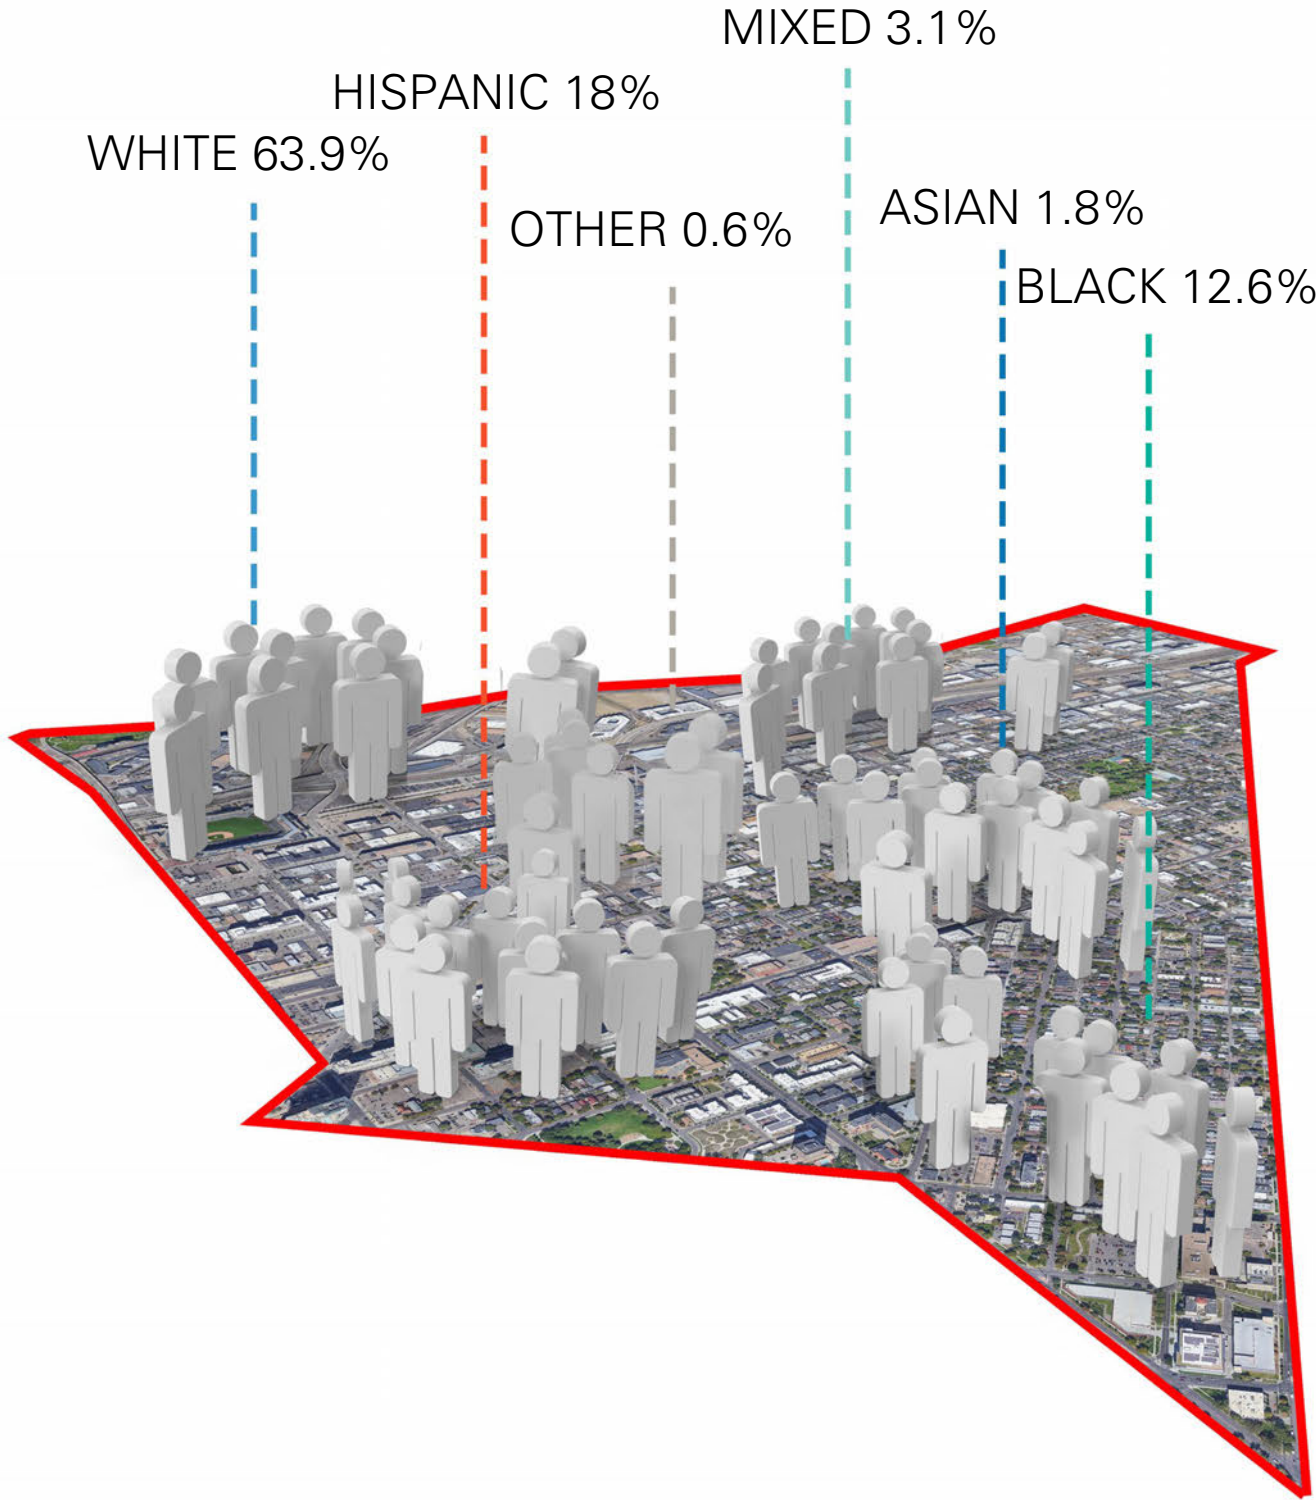 MIXED 3.1%
HISPANIC 18%
WHITE 63.9%
OTHER 0.6%
ASIAN 1.8%
BLACK 12.6%